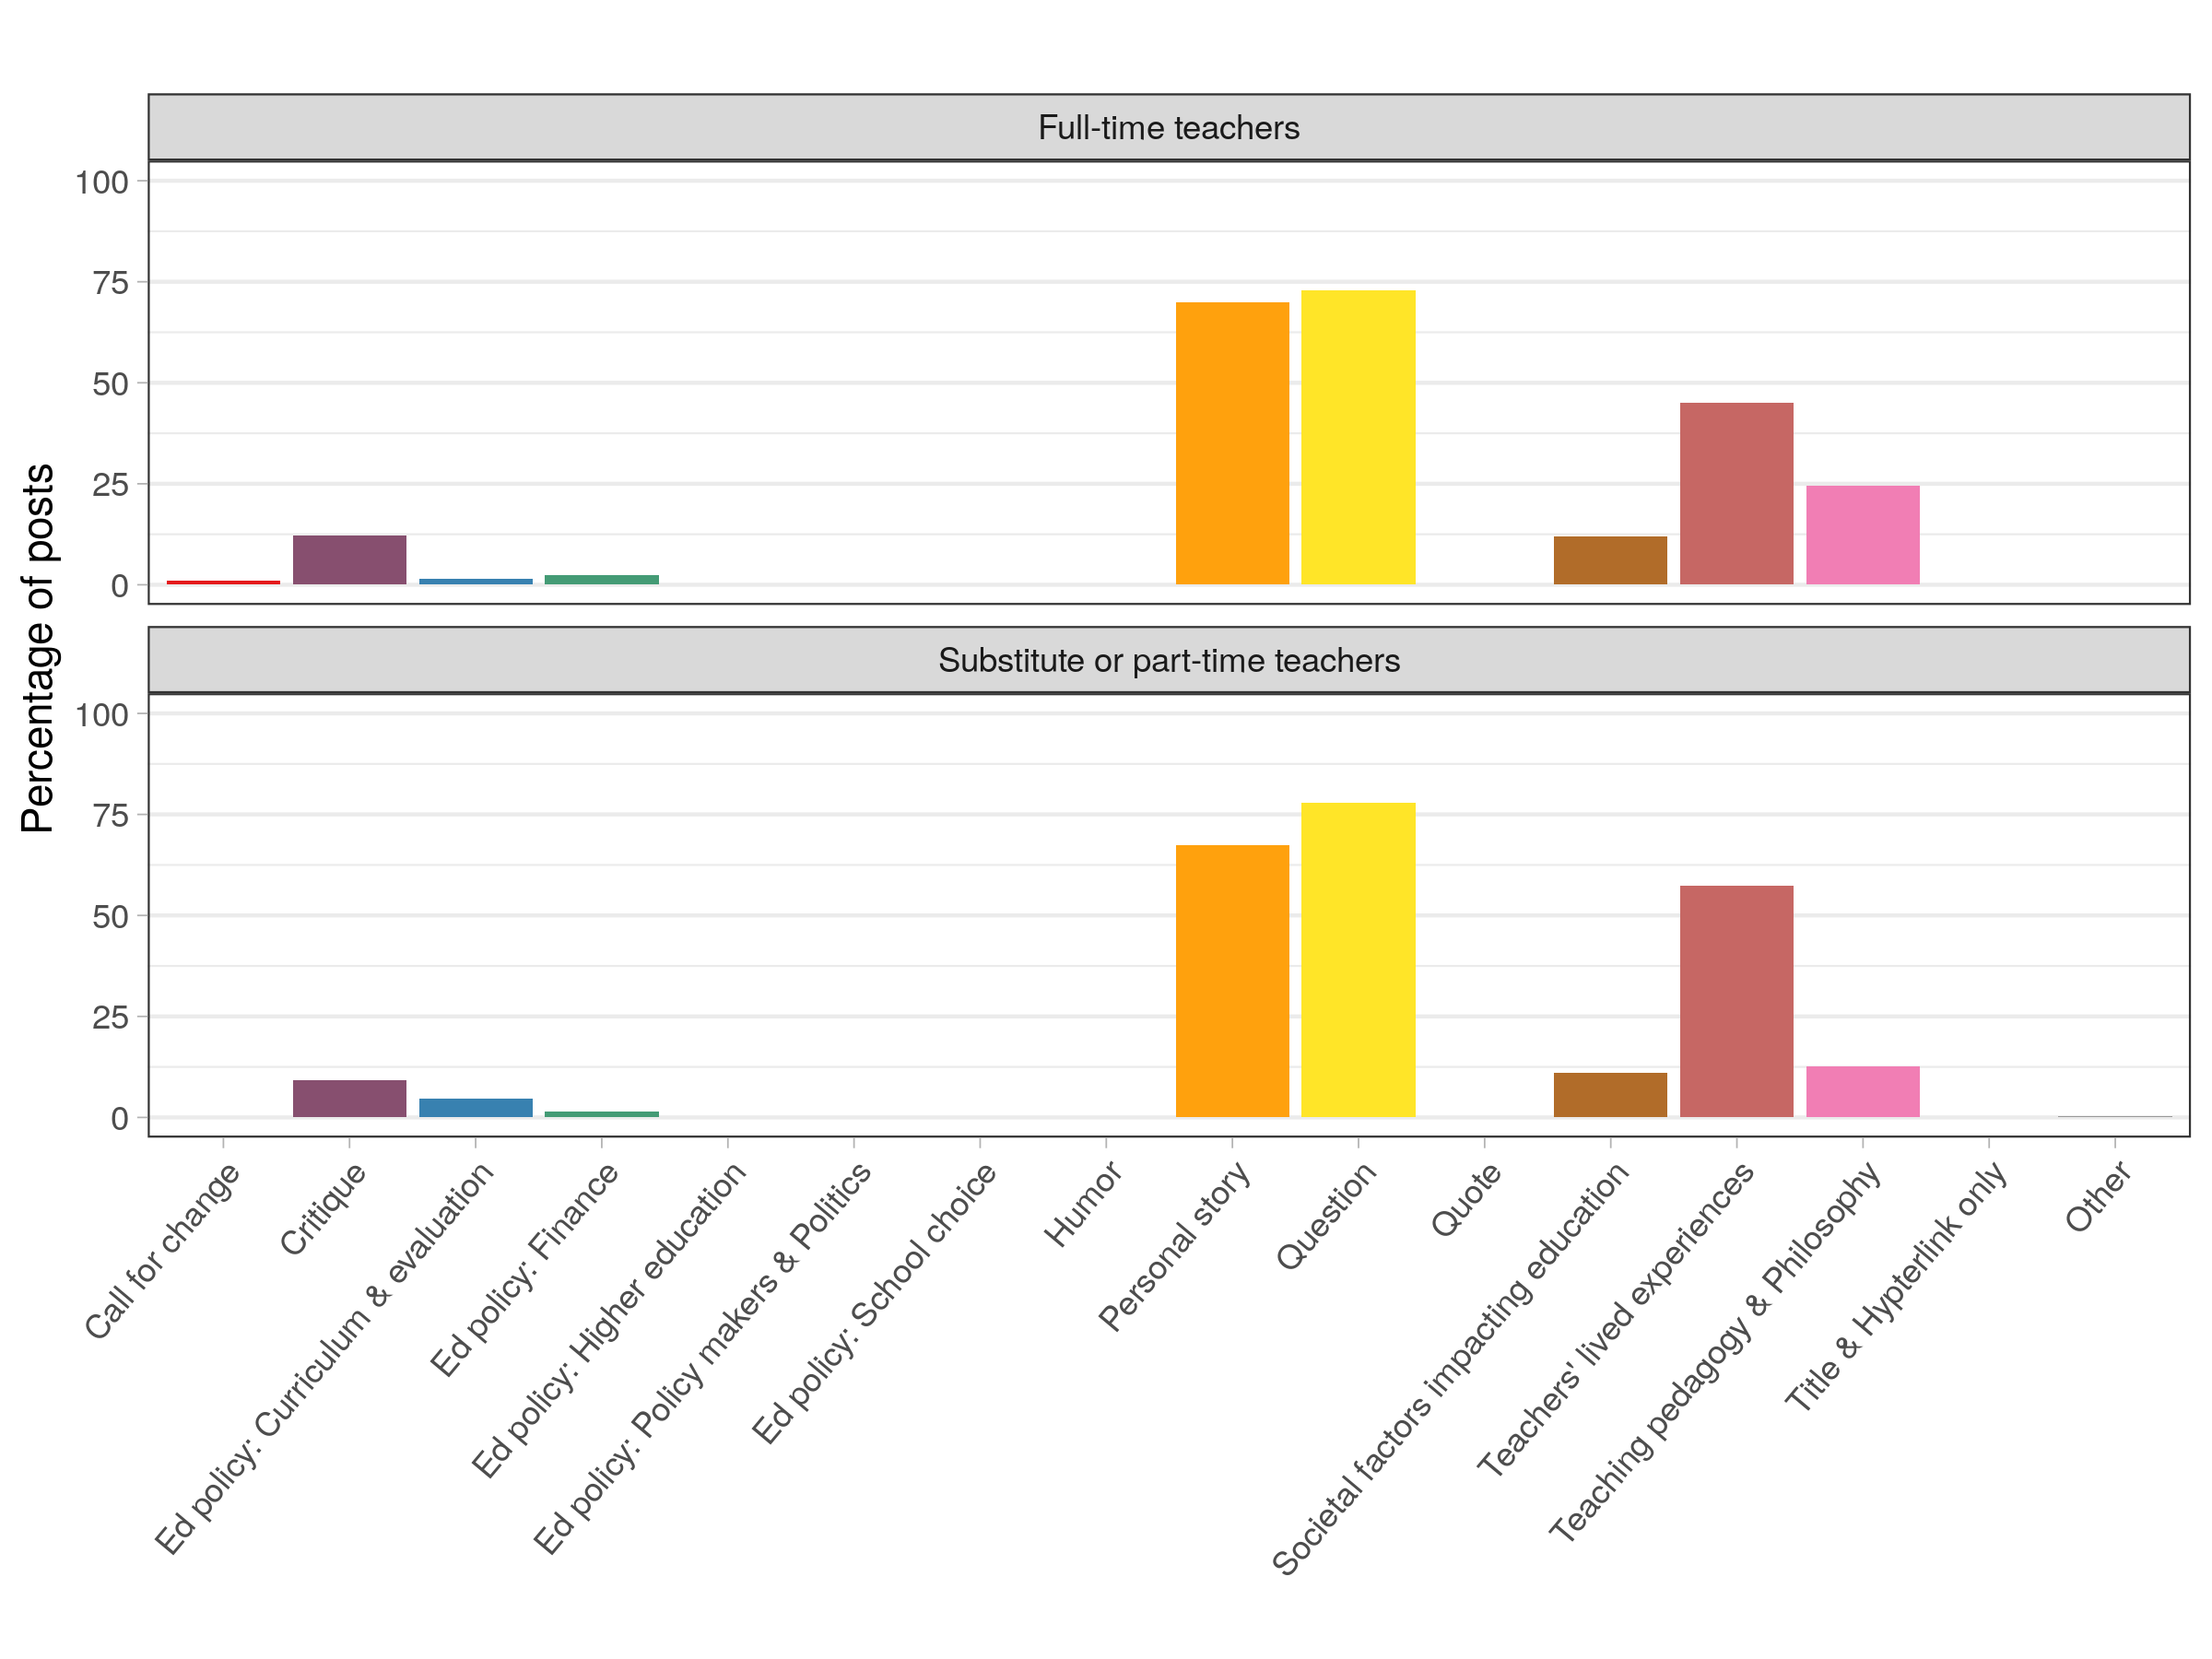 Full-time teachers
100
75
50
25
0
Percentage of posts
Substitute or part-time teachers
100
75
50
25
0
Call for change
Critique
Ed policy: Curriculum & evaluation
Ed policy: Finance
Ed policy: Higher education
Ed policy: Policy makers & Politics
Ed policy: School choice
Humor
Personal story
Question
Quote
Societal factors impacting education
Teachers' lived experiences
Teaching pedagogy & Philosophy
Title & Hypterlink only
Other